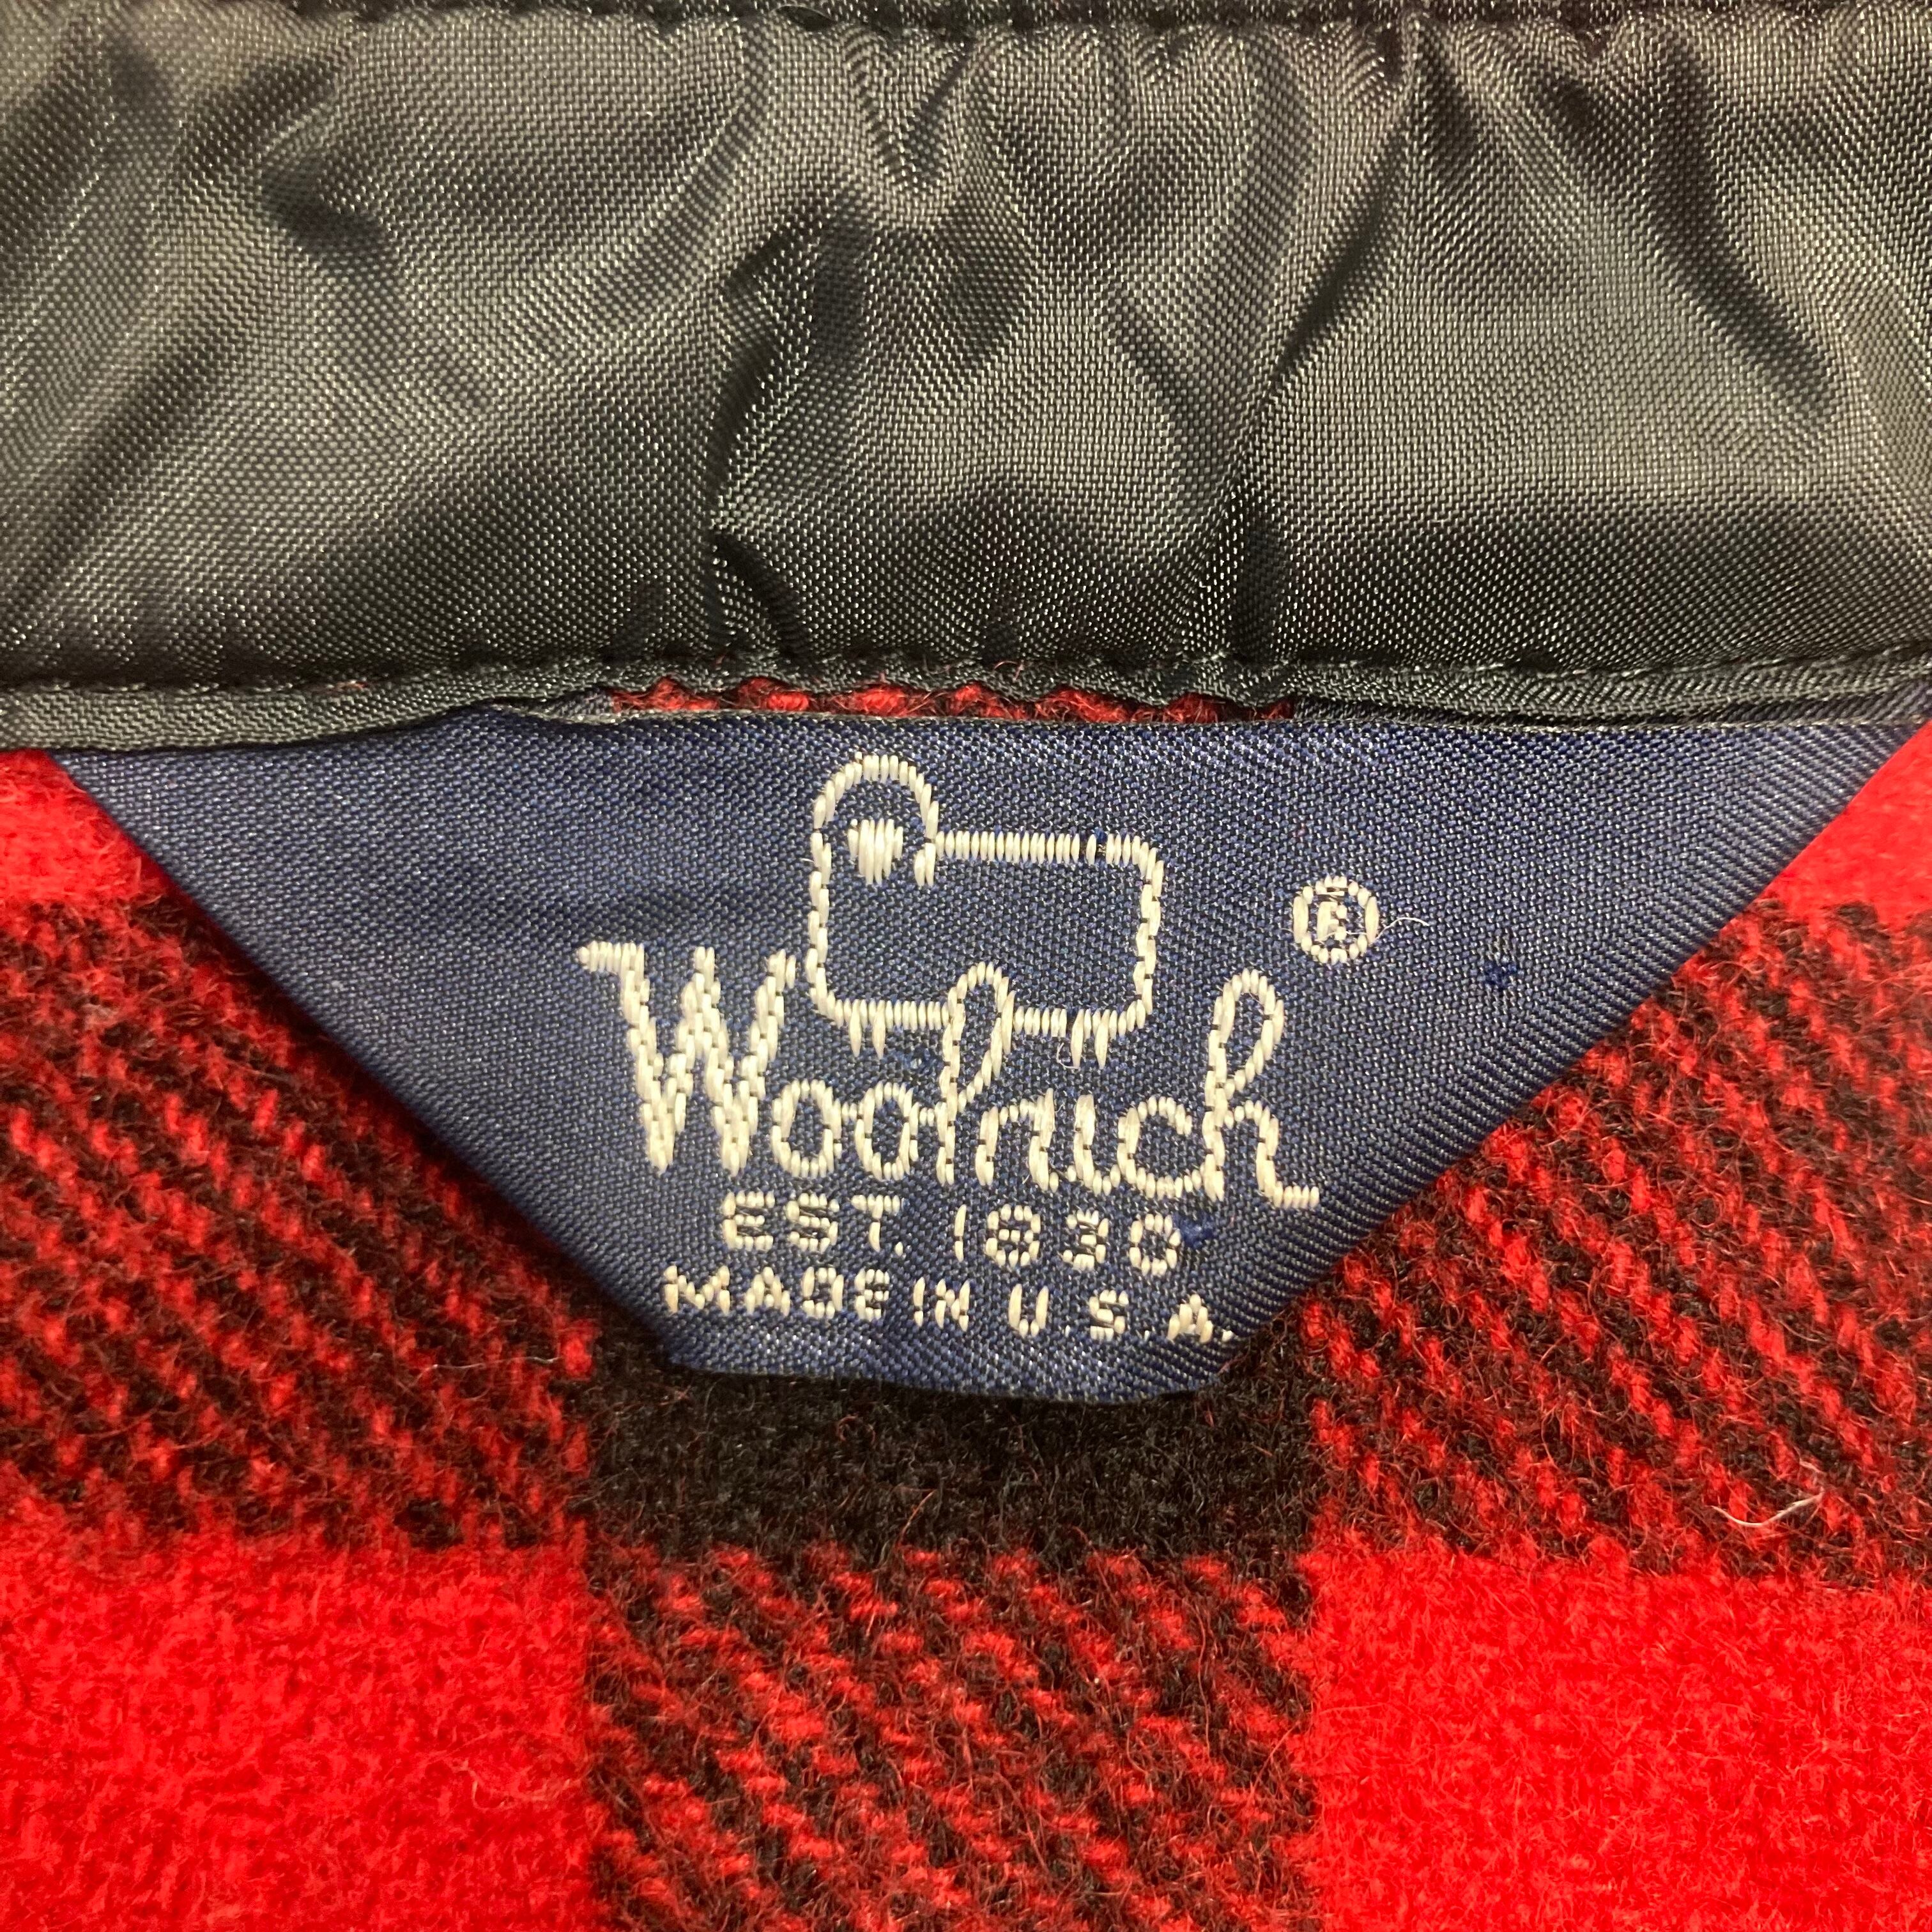 ®
Woolrich
EST. 1830
MADE IN U.S.A.